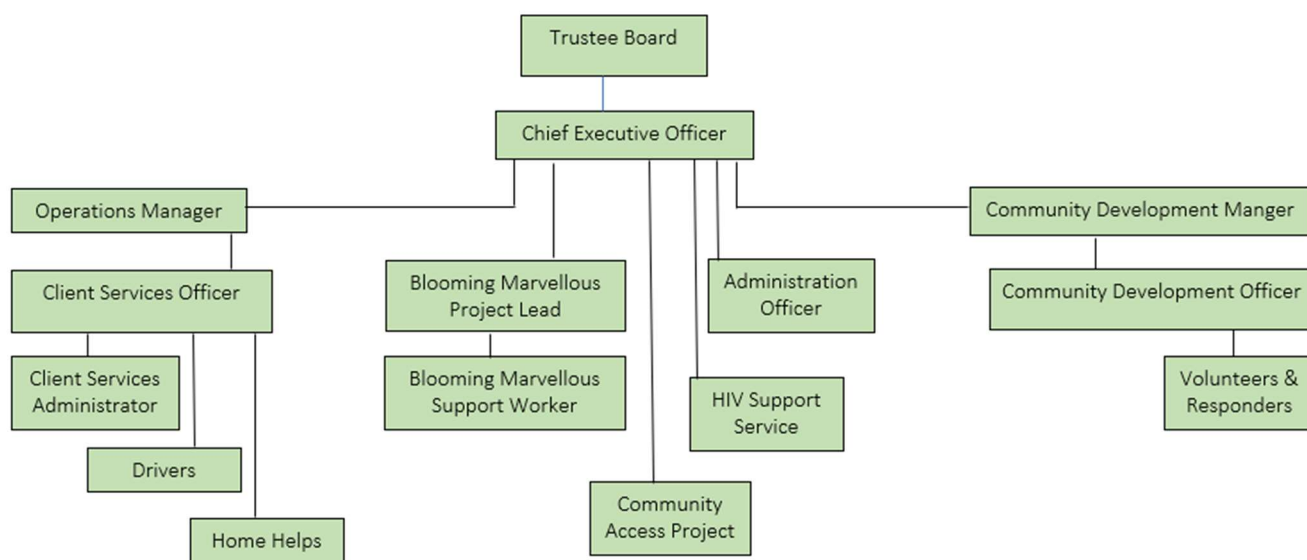 Trustee Board
Chief Executive Officer
Operations Manager
Community Development Manger
Client Services Officer
Blooming Marvellous
Project Lead
Administration
Officer
Community Development Officer
Client Services
Administrator
Blooming Marvellous
Support Worker
HIV Support
Service
Volunteers &
Responders
Drivers
Community
Access Project
Home Helps